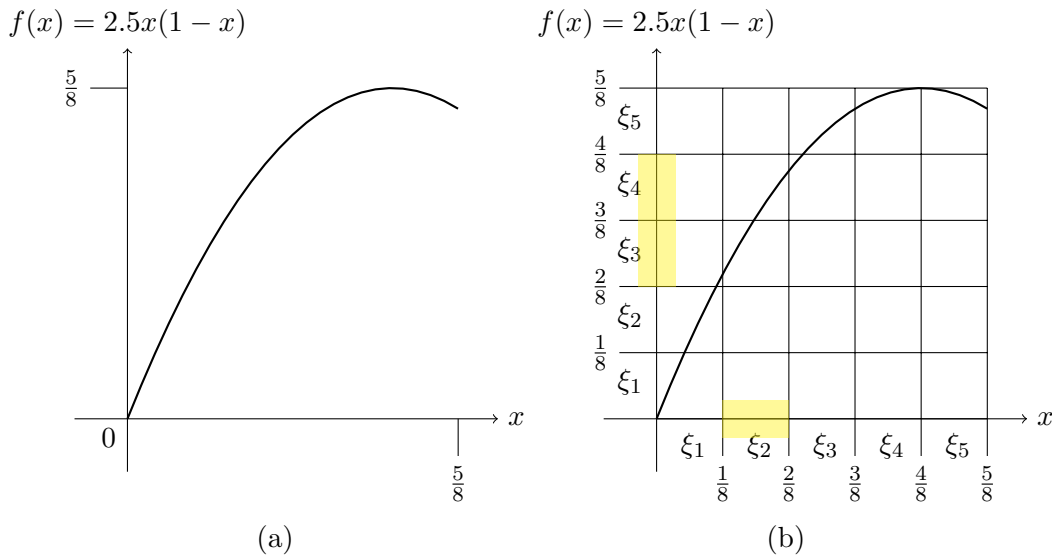 f(x) = 2.5x(1 − x)
5/8
0
x
5/8
(a)
f(x) = 2.5x(1 − x)
5/8
ξ₅
4/8
ξ₄
3/8
ξ₃
2/8
ξ₂
1/8
ξ₁
x
ξ₁ ξ₂ ξ₃ ξ₄ ξ₅
1/8 2/8 3/8 4/8 5/8
(b)